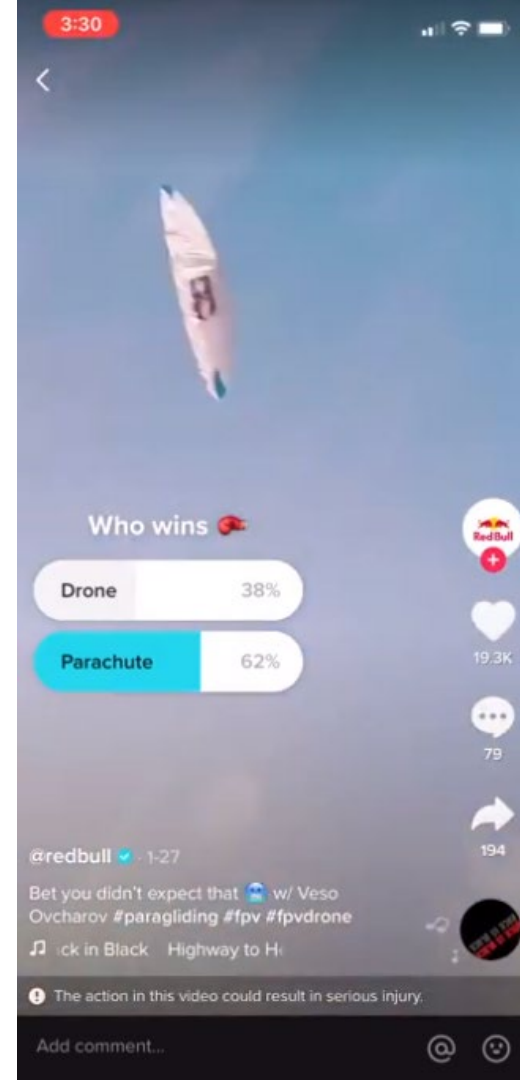 3:30
Who wins 🥊
Drone 38%
Parachute 62%
Red Bull
19.3K
79
194
@redbull · 1-27
Bet you didn't expect that 🥶 w/ Veso
Ovcharov #paragliding #fpv #fpvdrone
ck in Black Highway to H
The action in this video could result in serious injury.
Add comment...